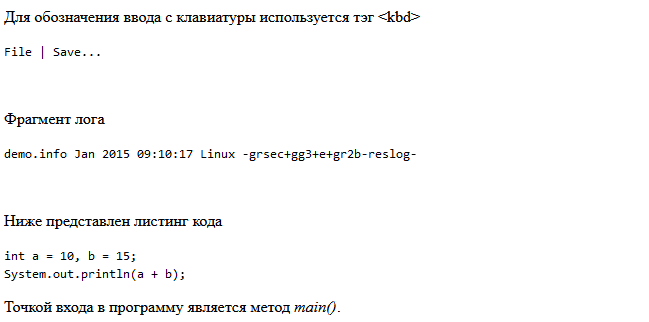 Для обозначения ввода с клавиатуры используется тэг <kbd>
File | Save...
Фрагмент лога
demo.info Jan 2015 09:10:17 Linux -grsec+gg3+e+gr2b-reslog-
Ниже представлен листинг кода
int a = 10, b = 15;
System.out.println(a + b);
Точкой входа в программу является метод main().